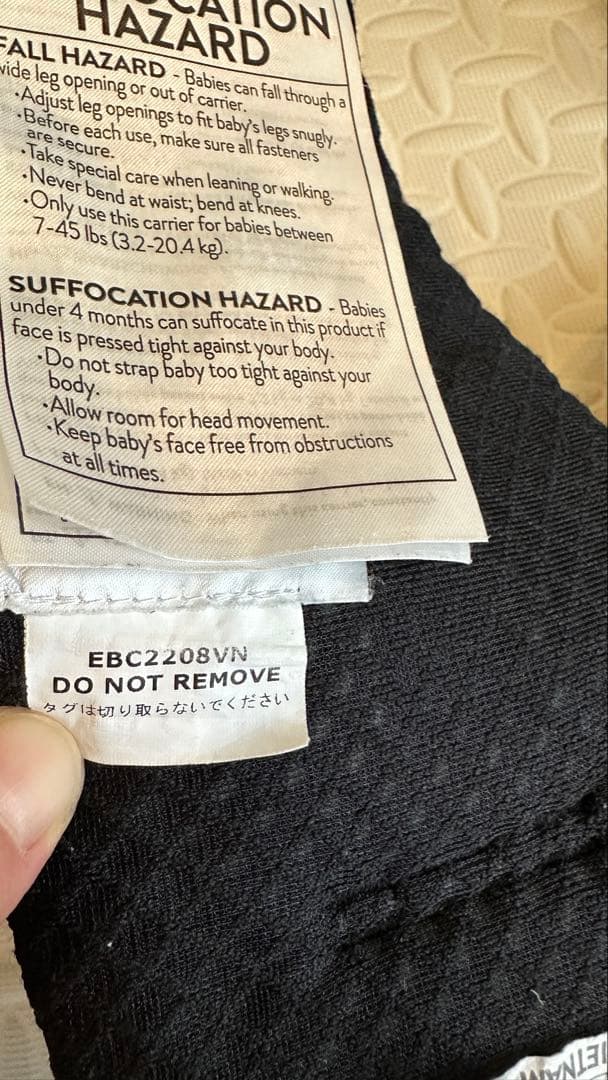 HAZARD
FALL HAZARD - Babies can fall through a
wide leg opening or out of carrier.
•Adjust leg openings to fit baby's legs snugly.
•Before each use, make sure all fasteners
are secure.
•Take special care when leaning or walking.
•Never bend at waist; bend at knees.
•Only use this carrier for babies between
7-45 lbs (3.2-20.4 kg).
SUFFOCATION HAZARD - Babies
under 4 months can suffocate in this product if
face is pressed tight against your body.
•Do not strap baby too tight against your
body.
•Allow room for head movement.
•Keep baby's face free from obstructions
at all times.
EBC2208VN
DO NOT REMOVE
タグは切り取らないでください